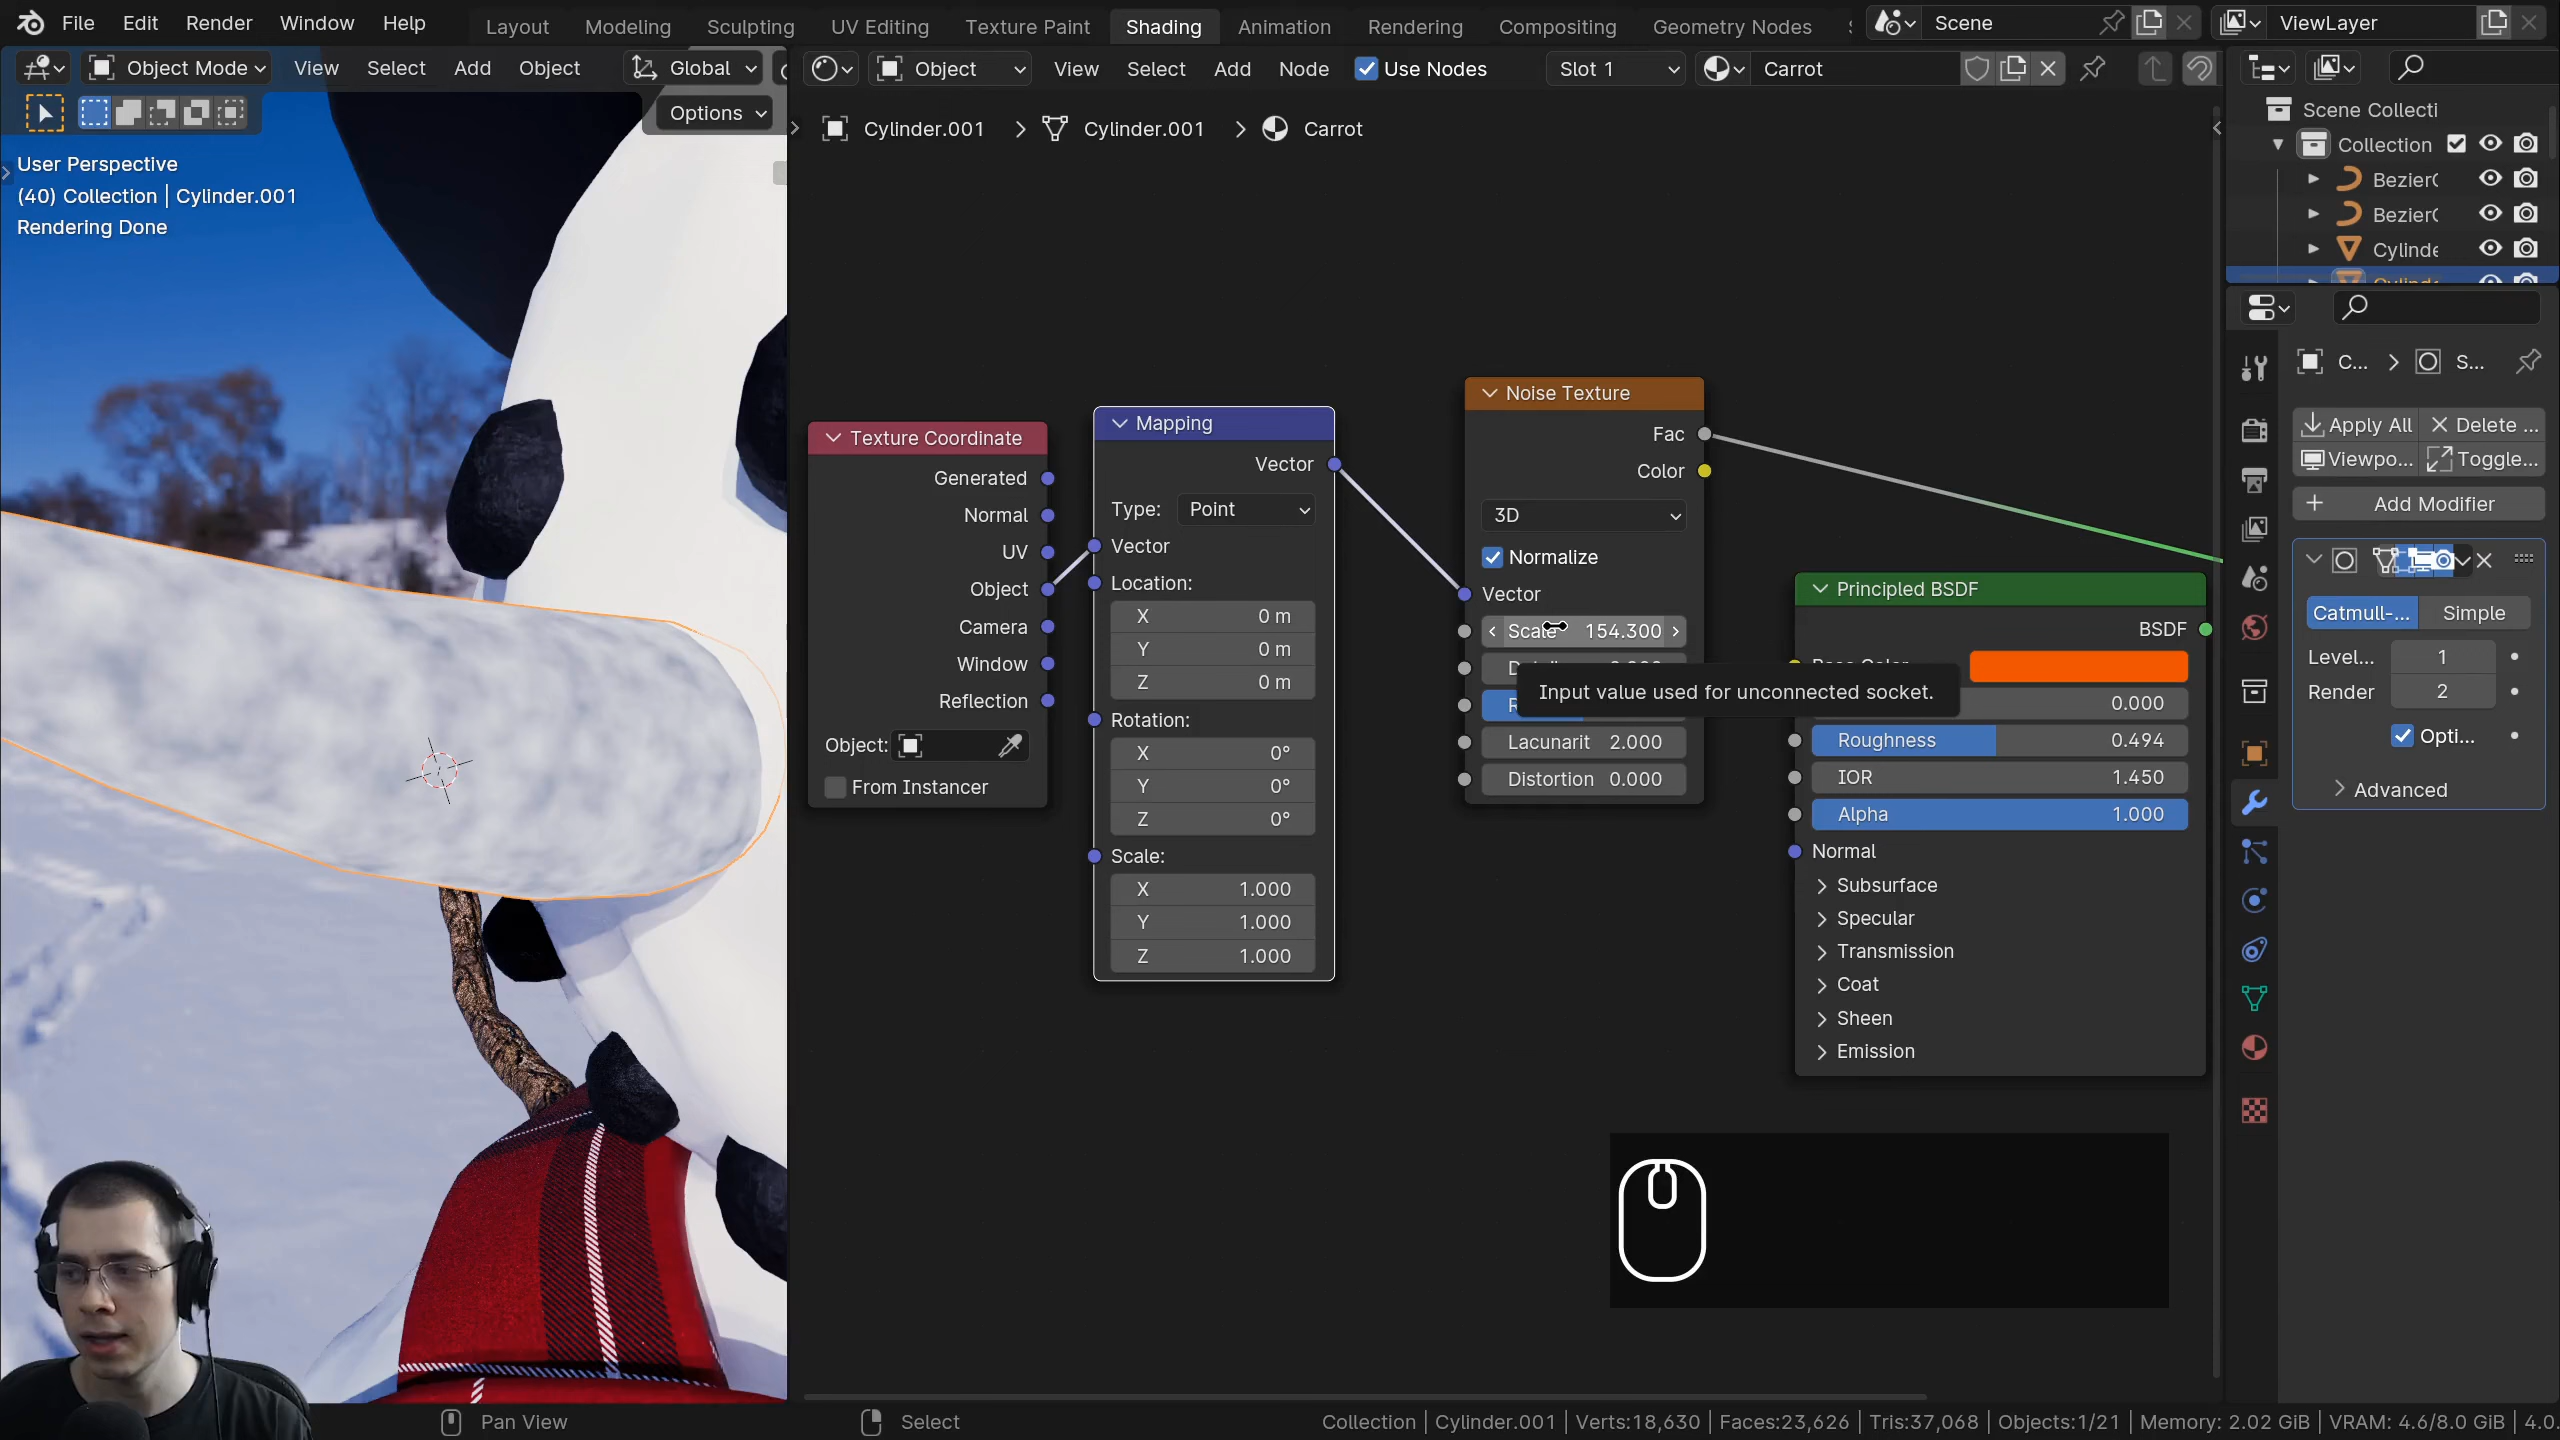 File Edit Render Window Help Layout Modeling Sculpting UV Editing Texture Paint Shading Animation Rendering Compositing Geometry Nodes Scene ViewLayer
Object Mode View Select Add Object Global Object View Select Add Node Use Nodes Slot 1 Carrot
Options
Cylinder.001 > Cylinder.001 > Carrot
User Perspective
(40) Collection | Cylinder.001
Rendering Done
Scene Collecti
Collection
Bezier
Bezier
Cylinde
C... > S...
Apply All Delete ...
Viewpo... Toggle...
Add Modifier
Catmull-... Simple
Level... 1
Render 2
Opti...
Advanced
Texture Coordinate
Generated
Normal
UV
Object
Camera
Window
Reflection
Object:
From Instancer
Mapping
Vector
Type: Point
Vector
Location:
X 0 m
Y 0 m
Z 0 m
Rotation:
X 0°
Y 0°
Z 0°
Scale:
X 1.000
Y 1.000
Z 1.000
Noise Texture
Fac
Color
3D
Normalize
Vector
Scale 154.300
Input value used for unconnected socket.
Lacunarit 2.000
Distortion 0.000
Principled BSDF
BSDF
0.000
Roughness 0.494
IOR 1.450
Alpha 1.000
Normal
Subsurface
Specular
Transmission
Coat
Sheen
Emission
Pan View Select Collection | Cylinder.001 | Verts:18,630 | Faces:23,626 | Tris:37,068 | Objects:1/21 | Memory: 2.02 GiB | VRAM: 4.6/8.0 GiB | 4.0.